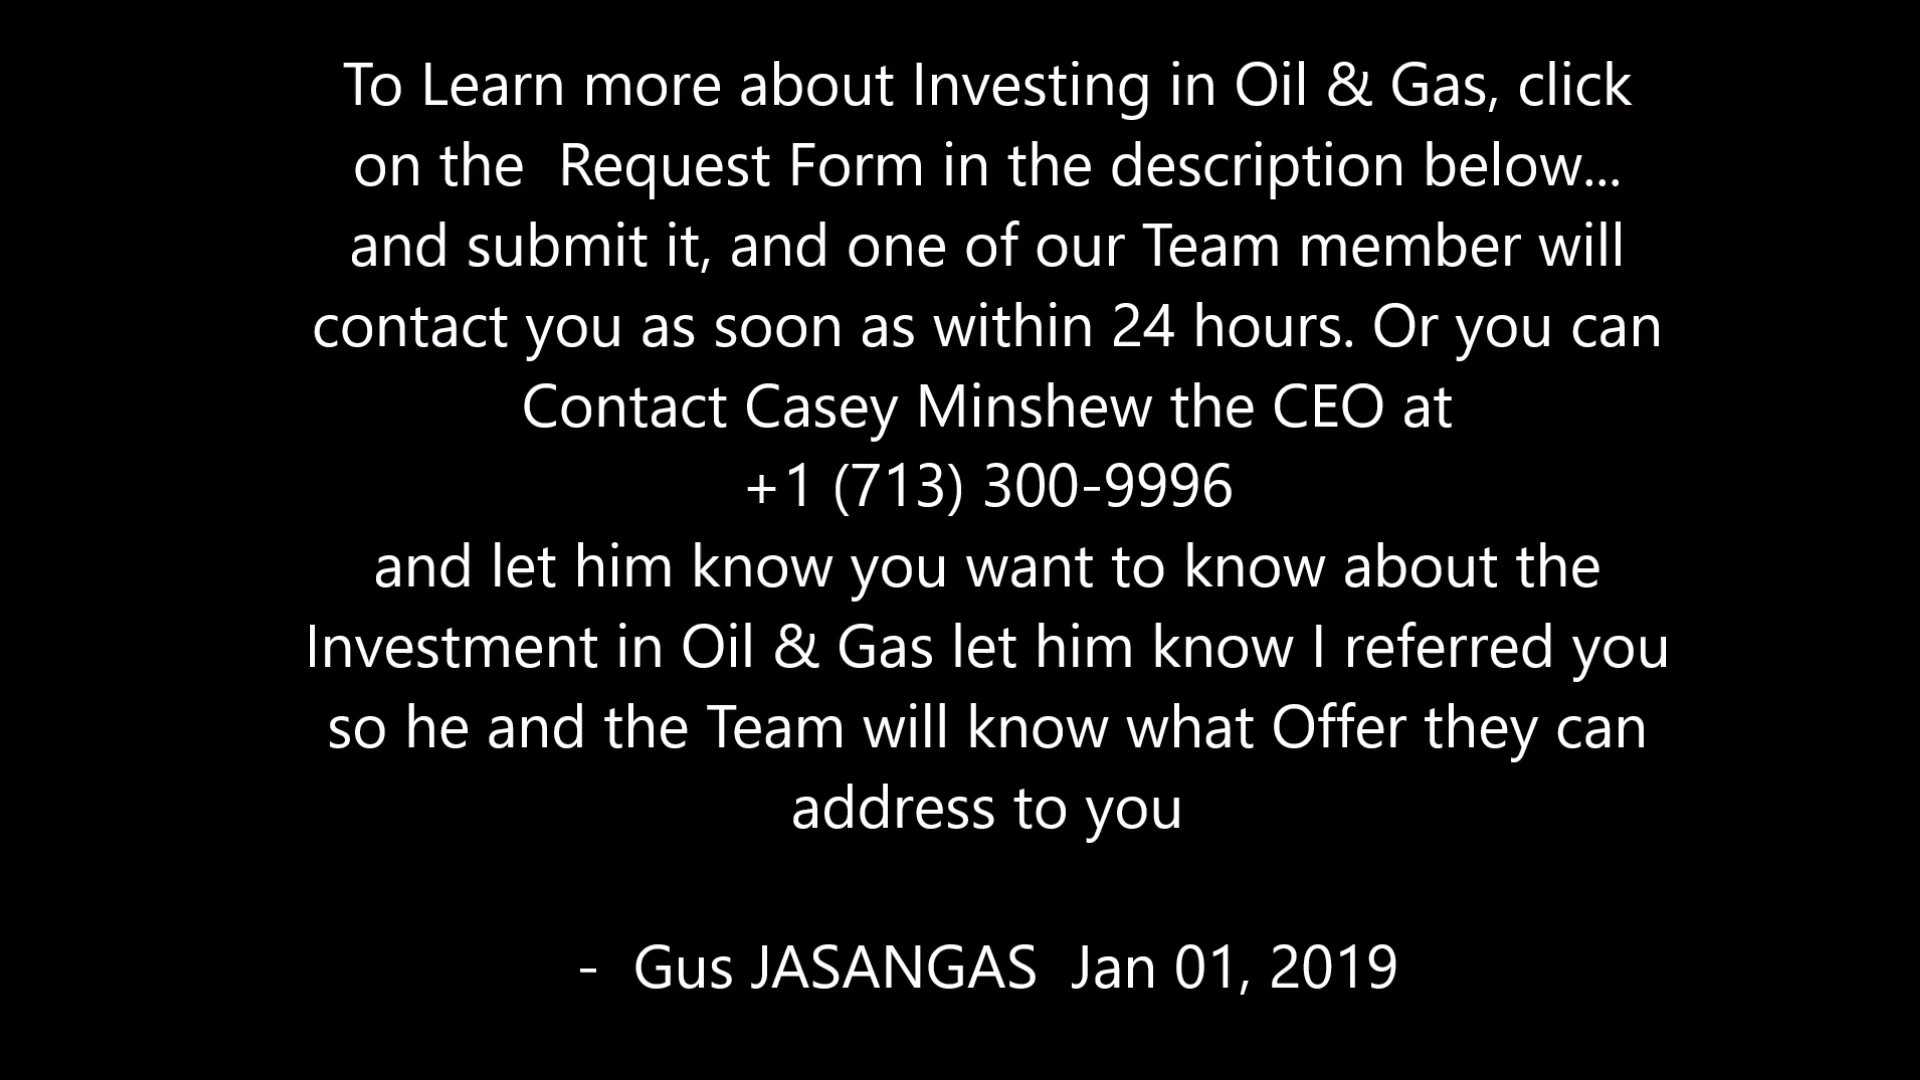 To Learn more about Investing in Oil & Gas, click
on the  Request Form in the description below...
and submit it, and one of our Team member will
contact you as soon as within 24 hours. Or you can
Contact Casey Minshew the CEO at
+1 (713) 300-9996
and let him know you want to know about the
Investment in Oil & Gas let him know I referred you
so he and the Team will know what Offer they can
address to you
-  Gus JASANGAS  Jan 01, 2019